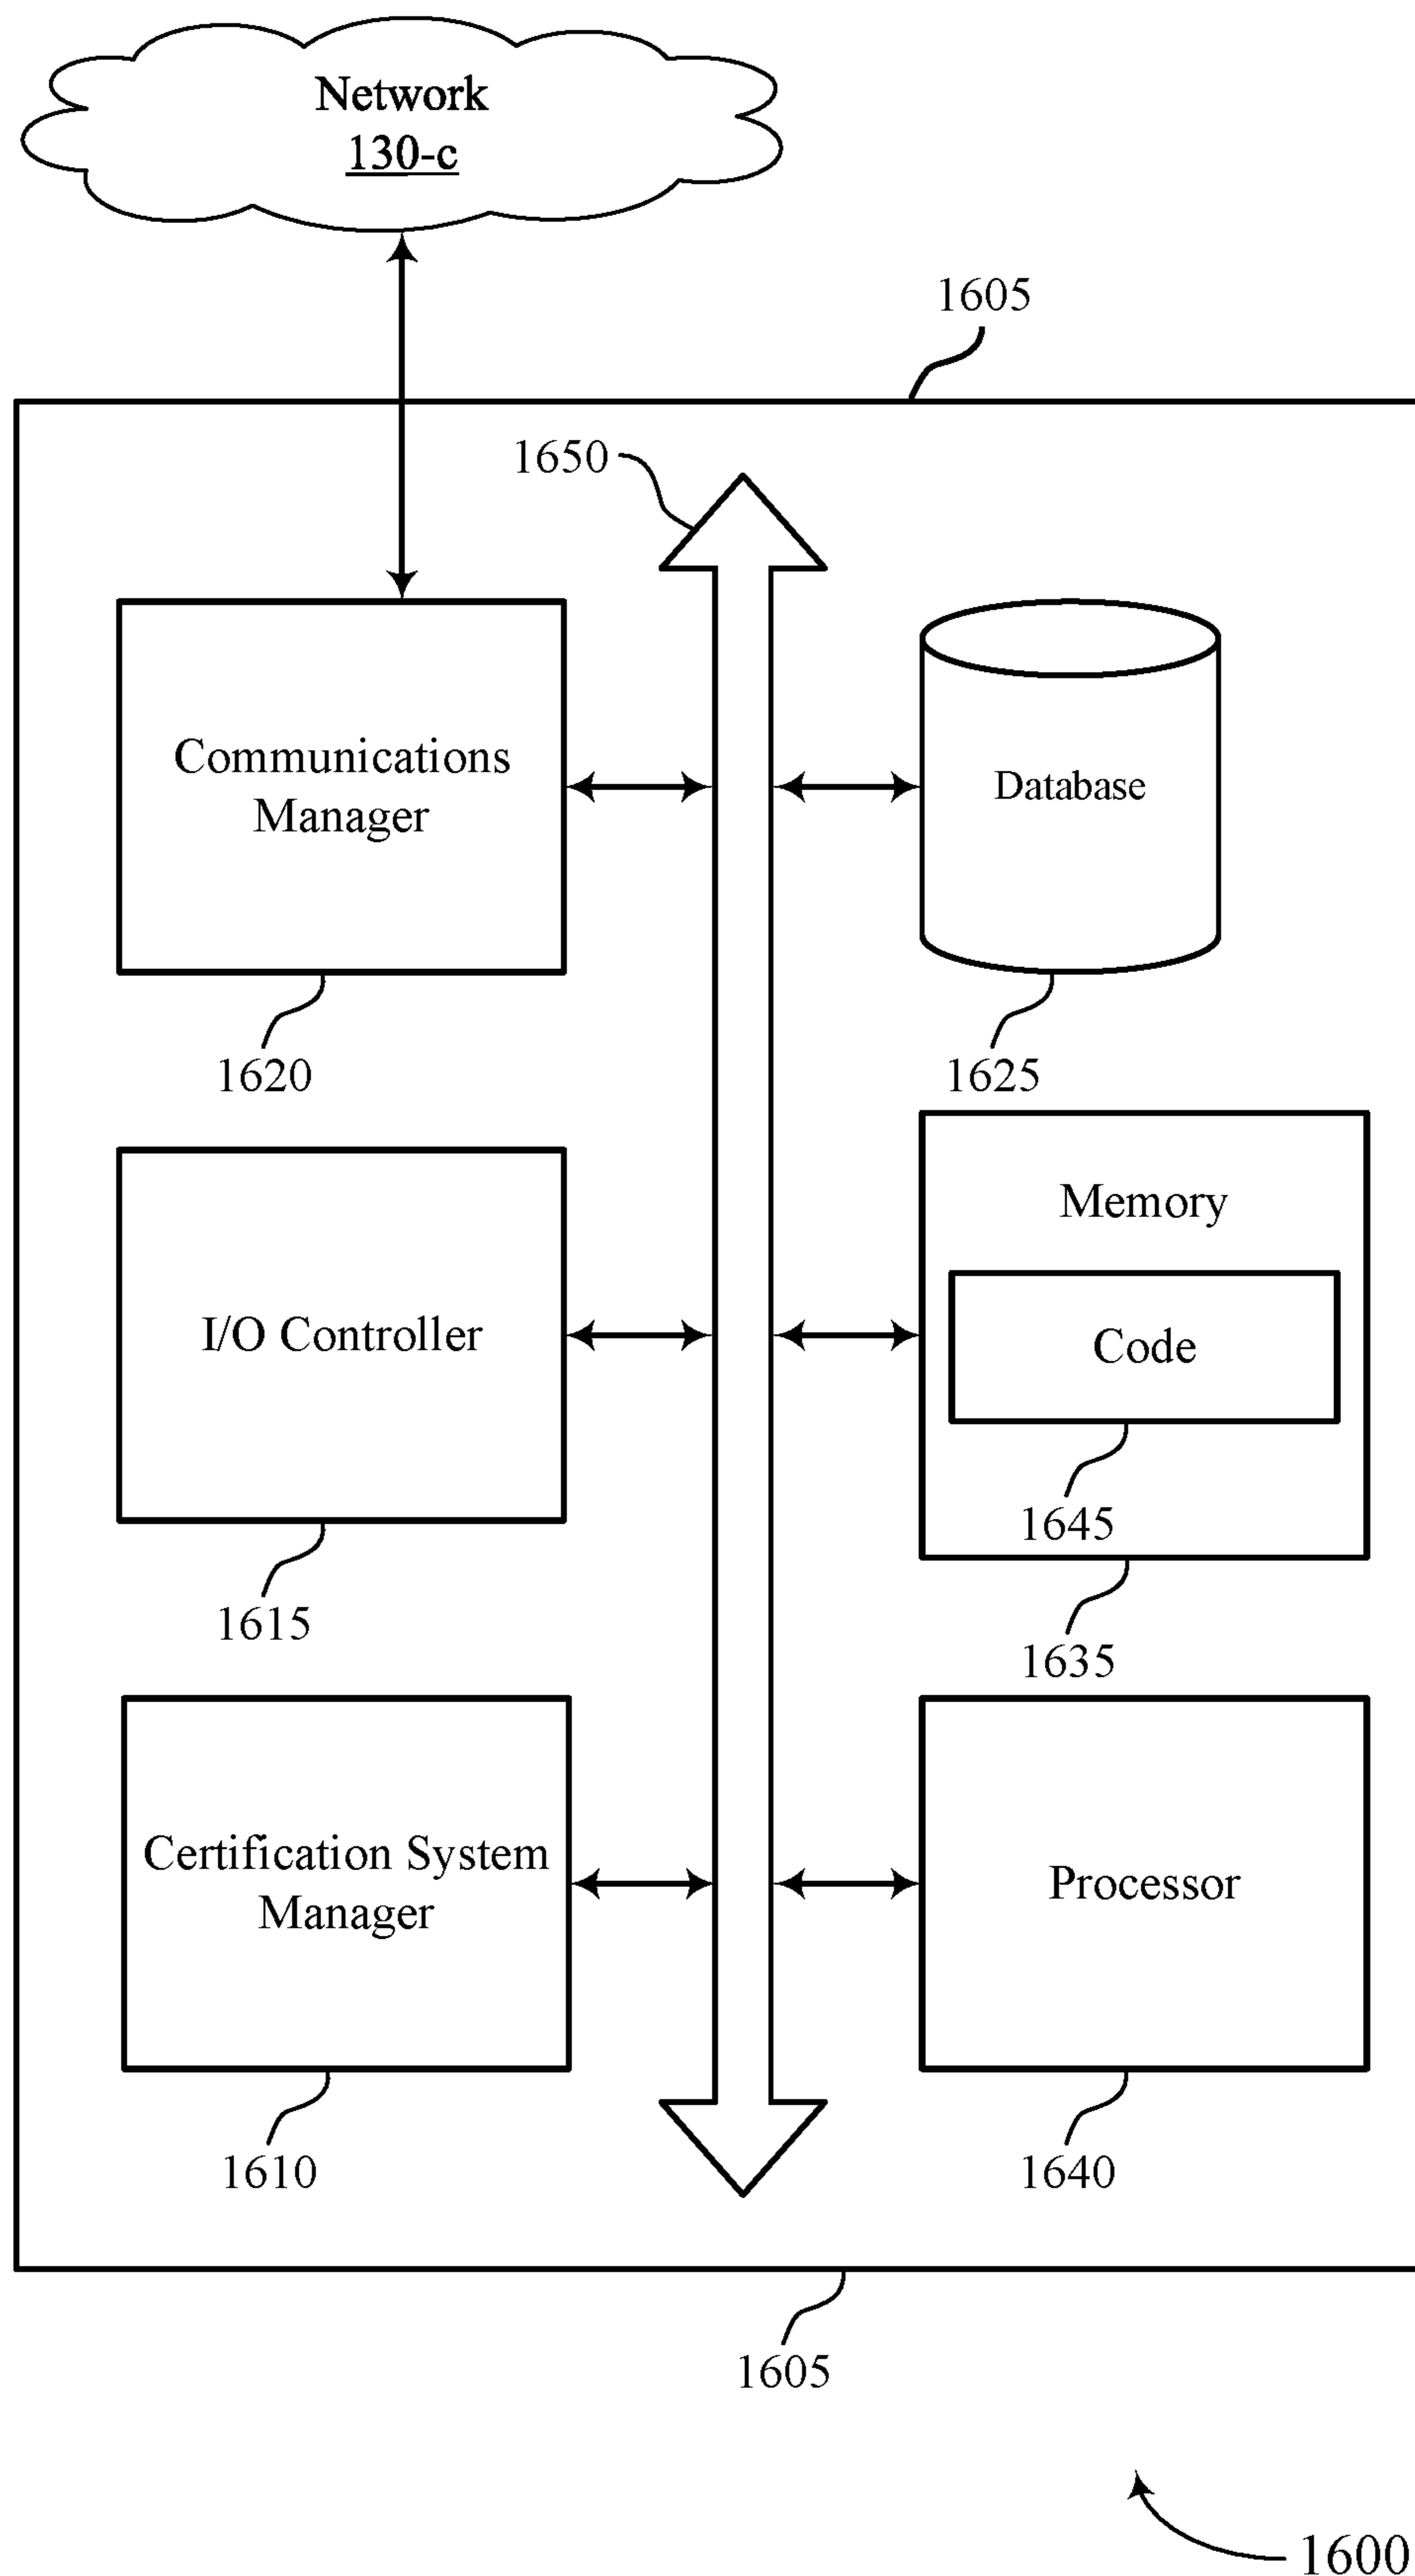 Network
130-c
1605
1650
Communications
Manager
Database
1620
1625
Memory
I/O Controller
Code
1645
1615
1635
Certification System
Manager
Processor
1610
1640
1605
1600